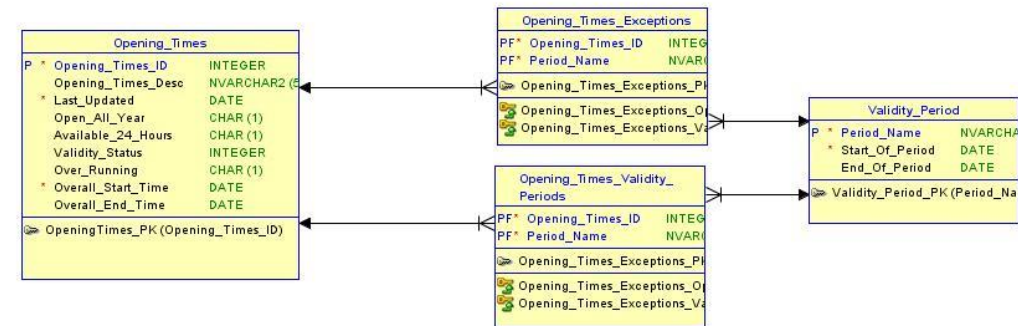 Opening_Times
P * Opening_Times_ID INTEGER
Opening_Times_Desc NVARCHAR2 (5
* Last_Updated DATE
Open_All_Year CHAR (1)
Available_24_Hours CHAR (1)
Validity_Status INTEGER
Over_Running CHAR (1)
* Overall_Start_Time DATE
Overall_End_Time DATE
OpeningTimes_PK (Opening_Times_ID)
Opening_Times_Exceptions
PF* Opening_Times_ID INTEG
PF* Period_Name NVAR
Opening_Times_Exceptions_PK
Opening_Times_Exceptions_Op
Opening_Times_Exceptions_Va
Opening_Times_Validity_
Periods
PF* Opening_Times_ID INTEG
PF* Period_Name NVAR
Opening_Times_Exceptions_PK
Opening_Times_Exceptions_Op
Opening_Times_Exceptions_Va
Validity_Period
P * Period_Name NVARCHA
* Start_Of_Period DATE
End_Of_Period DATE
Validity_Period_PK (Period_Na